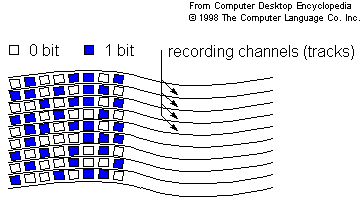 From Computer Desktop Encyclopedia
© 1998 The Computer Language Co. Inc.
0 bit 1 bit recording channels (tracks)